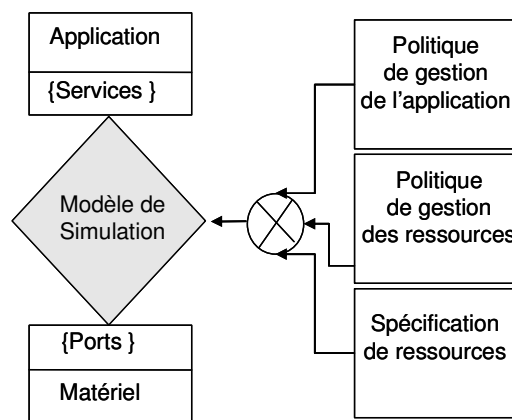 Application
{Services }
Modèle de
Simulation
{Ports }
Matériel
Politique
de gestion
de l'application
Politique
de gestion
des ressources
Spécification
de ressources